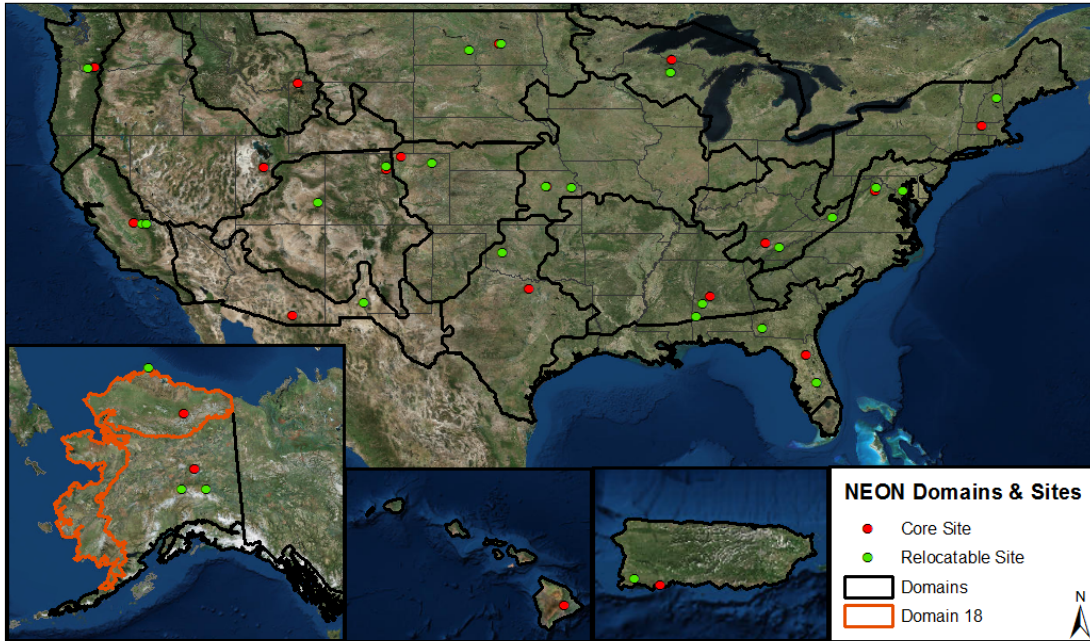 NEON Domains & Sites
Core Site
Relocatable Site
Domains
Domain 18
N